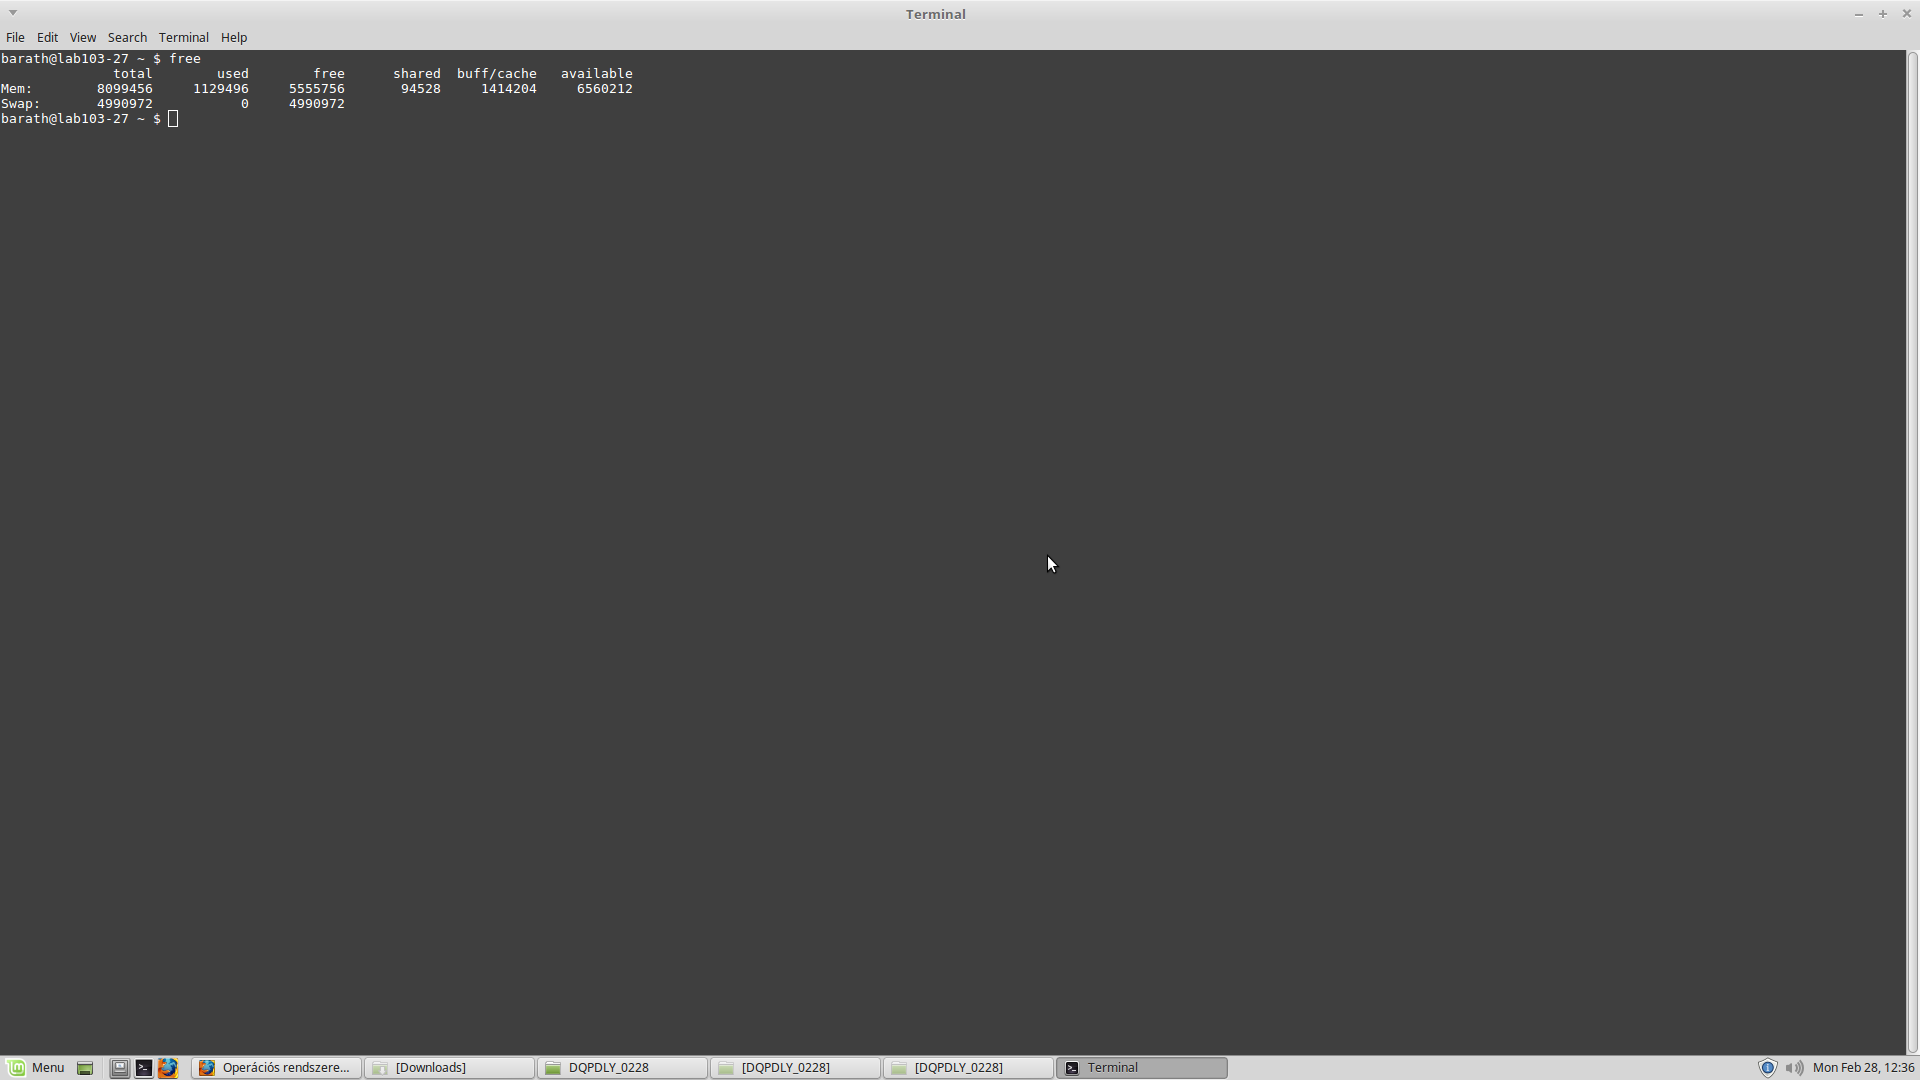 Terminal
File Edit View Search Terminal Help
barath@lab103-27 ~ $ free
total used free shared buff/cache available
Mem: 8099456 1129496 5555756 94528 1414204 6560212
Swap: 4990972 0 4990972
barath@lab103-27 ~ $
Menu Operációs rendszere... [Downloads] DQPDLY_0228 [DQPDLY_0228] [DQPDLY_0228] Terminal Mon Feb 28, 12:36